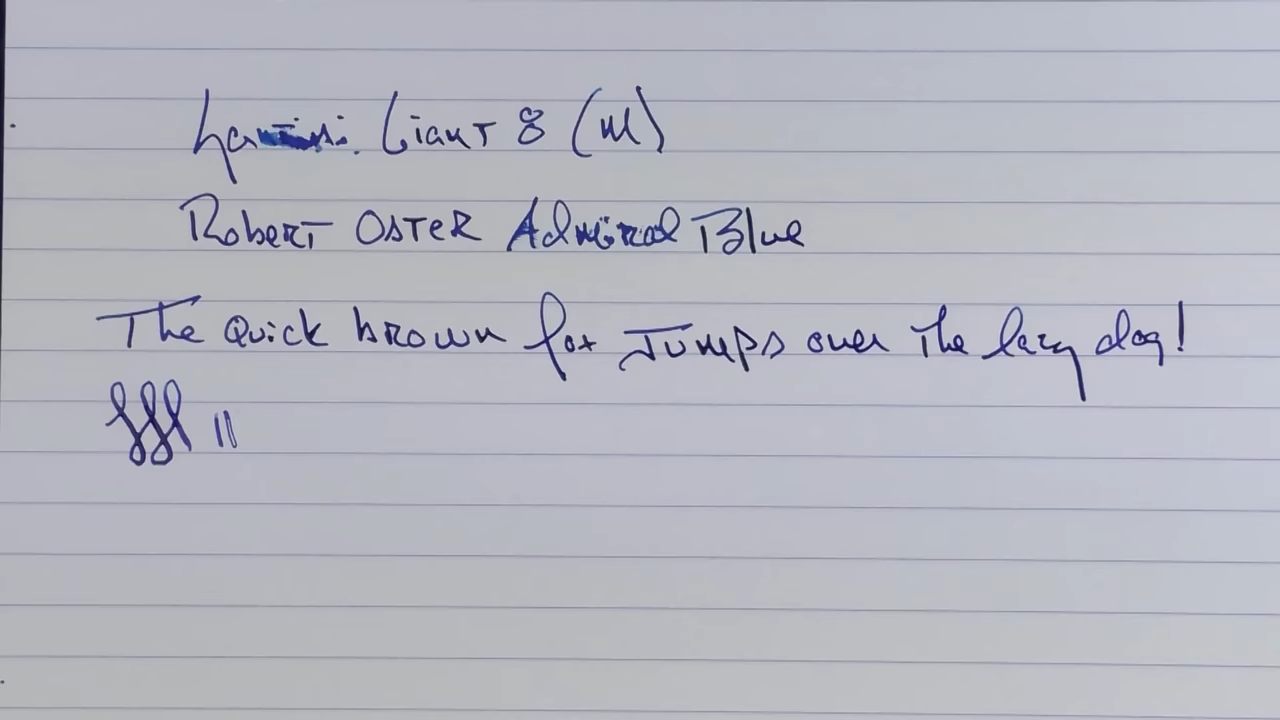 Giant 8 (M)
Robert Oster Admiral Blue
The Quick brown fox Jumps over The lazy dog!